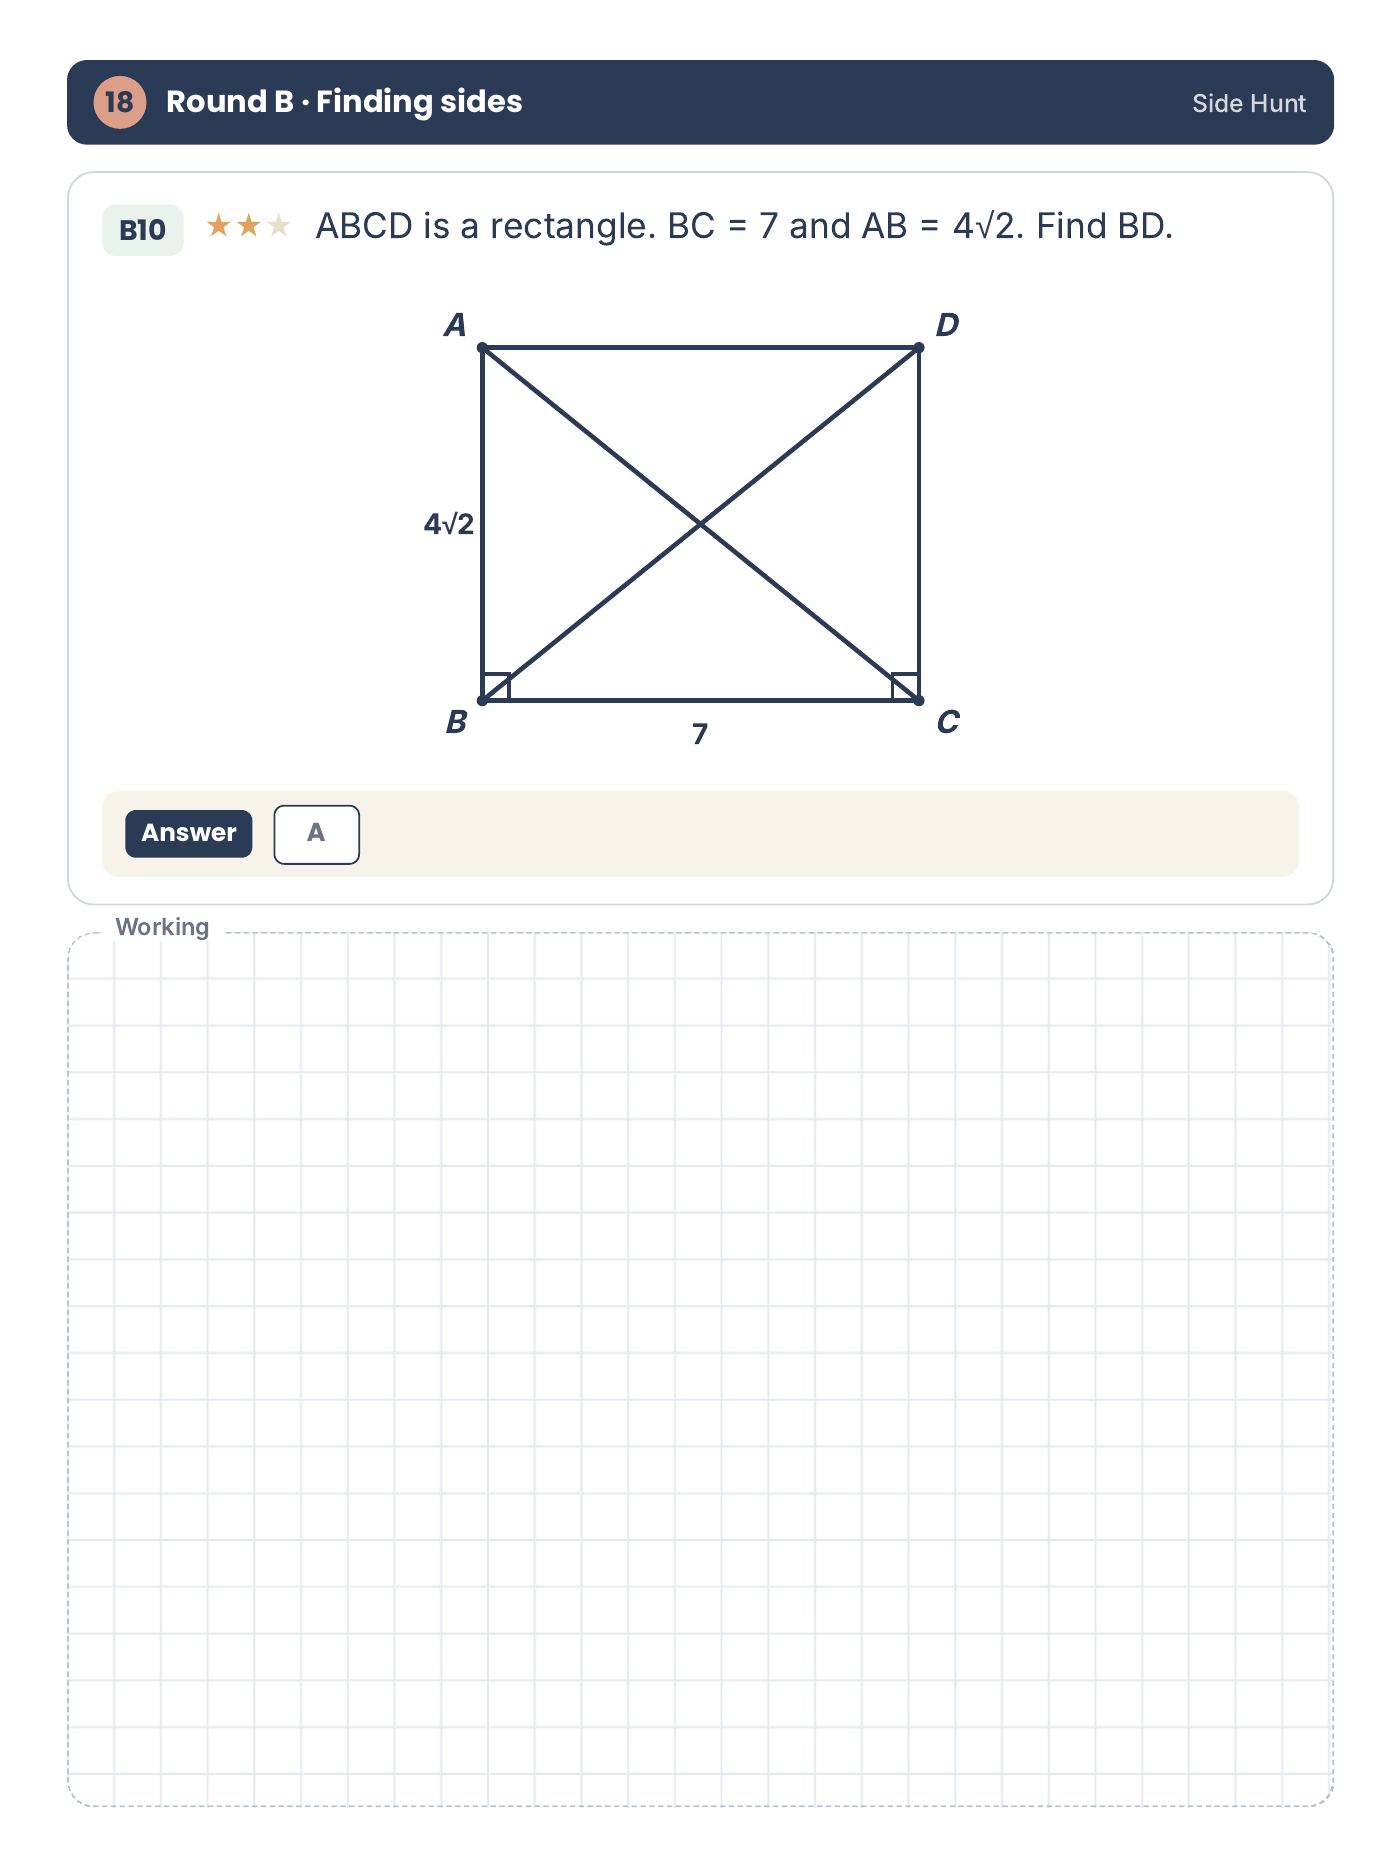 18 Round B · Finding sides
Side Hunt
B10 ★★★ ABCD is a rectangle. BC = 7 and AB = 4√2. Find BD.
A
D
4√2
B
C
7
Answer
A
Working